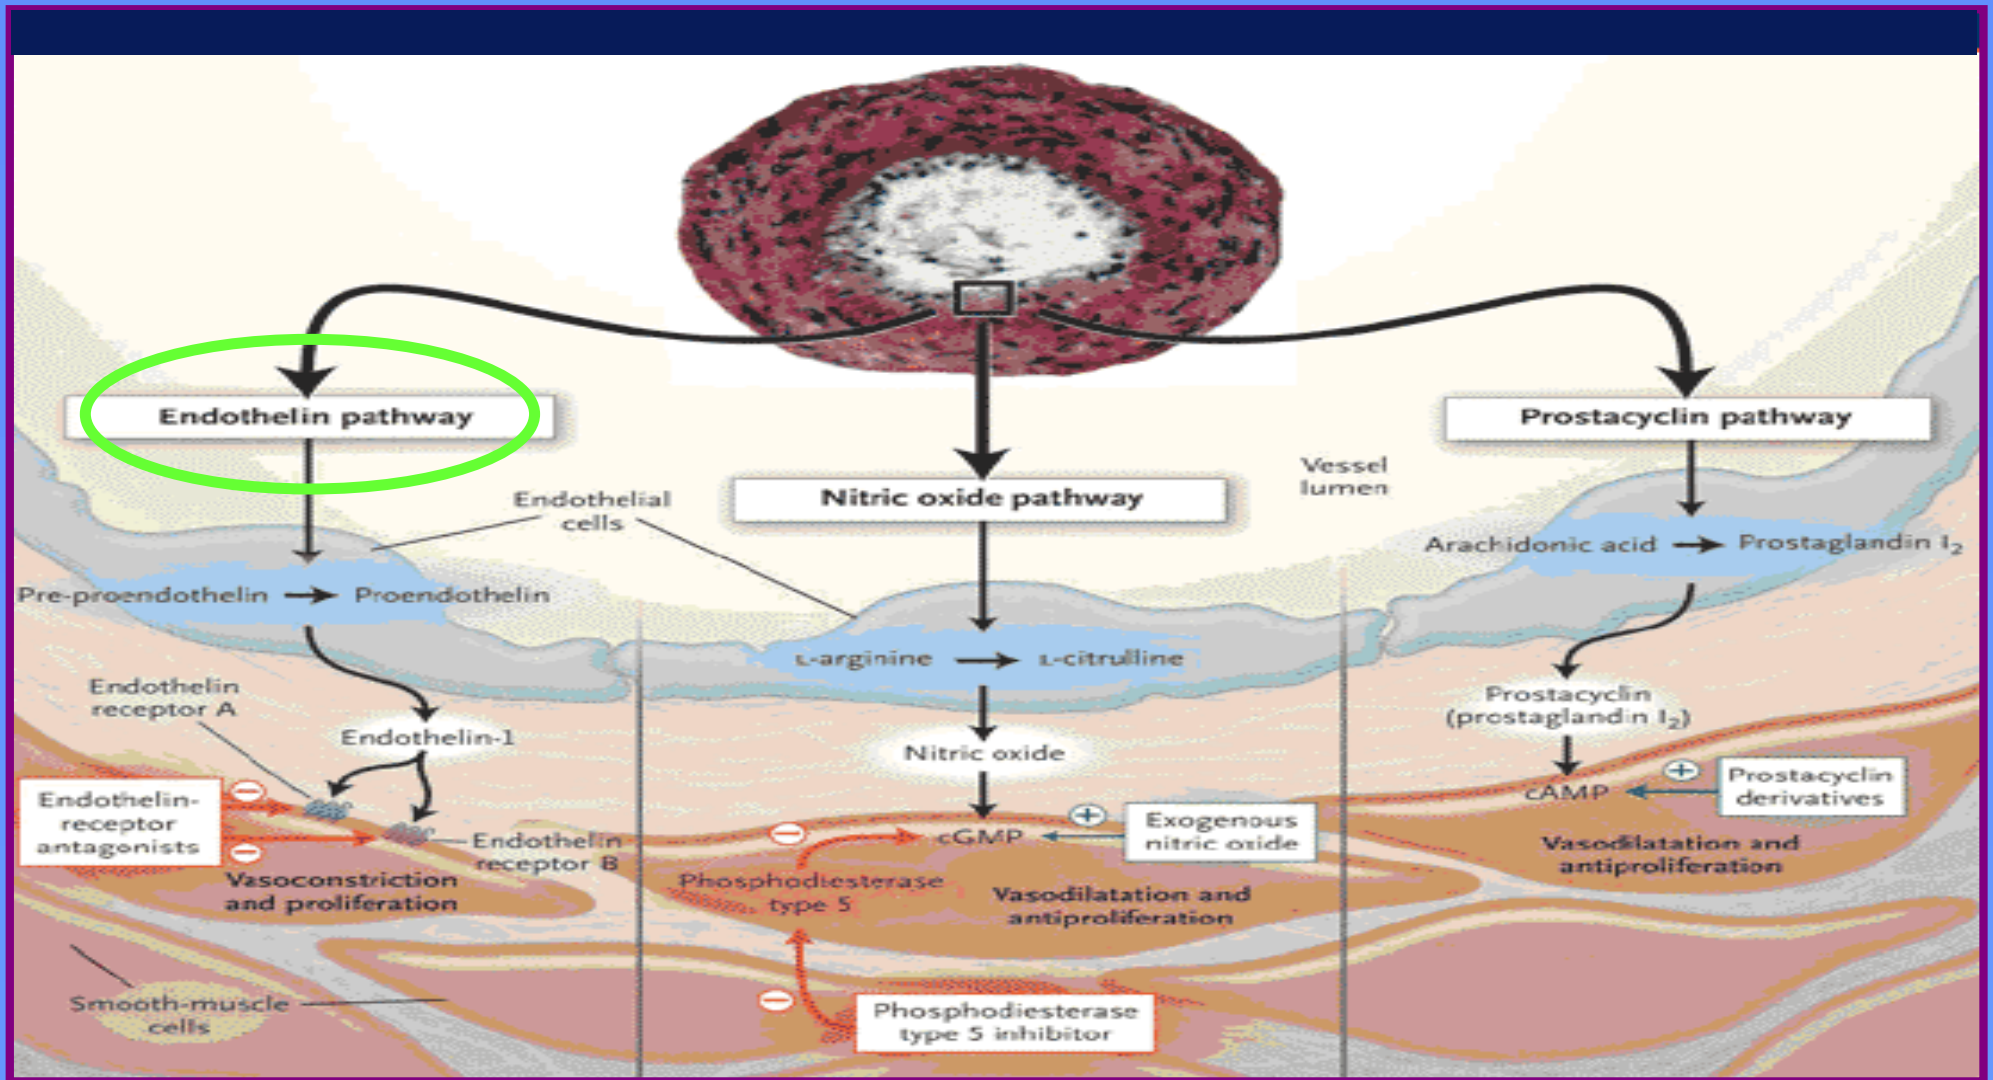 Endothelin pathway
Nitric oxide pathway
Prostacyclin pathway
Vessel
lumen
Endothelial
cells
Pre-proendothelin → Proendothelin
L-arginine → L-citrulline
Arachidonic acid → Prostaglandin I₂
Endothelin
receptor A
Endothelin-1
Nitric oxide
Prostacyclin
(prostaglandin I₂)
Endothelin-
receptor
antagonists
Endothelin
receptor B
Vasoconstriction
and proliferation
cGMP
Exogenous
nitric oxide
Phosphodiesterase
type 5
Vasodilatation and
antiproliferation
cAMP
Prostacyclin
derivatives
Vasodilatation and
antiproliferation
Smooth-muscle
cells
Phosphodiesterase
type 5 inhibitor